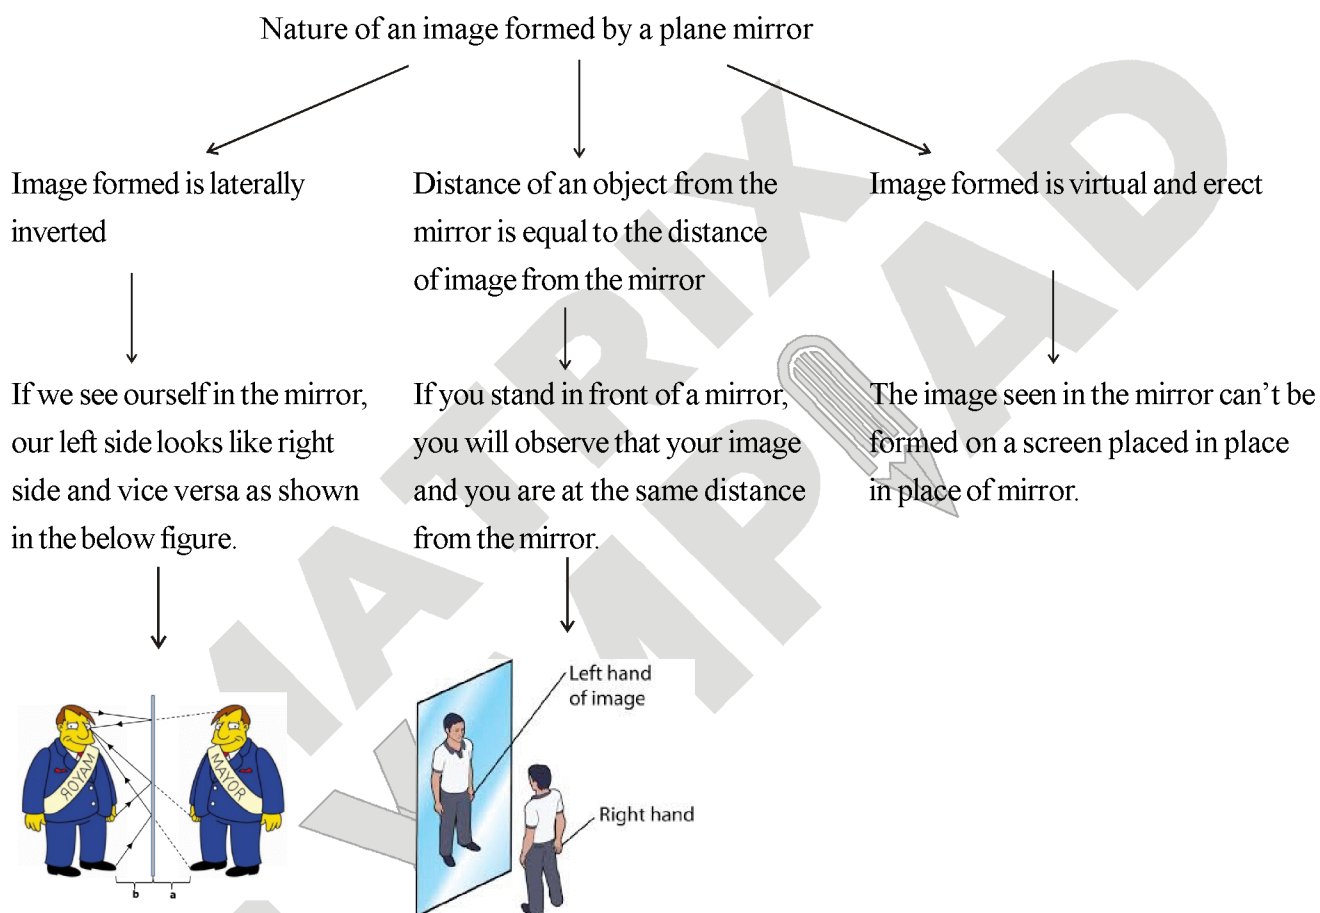 Nature of an image formed by a plane mirror
Image formed is laterally
inverted
Distance of an object from the
mirror is equal to the distance
of image from the mirror
Image formed is virtual and erect
If we see ourself in the mirror,
our left side looks like right
side and vice versa as shown
in the below figure.
If you stand in front of a mirror,
you will observe that your image
and you are at the same distance
from the mirror.
The image seen in the mirror can't be
formed on a screen placed in place
in place of mirror.
ROYAM
MAYOR
b
a
Left hand
of image
Right hand
MATRIX
OLYMPIAD